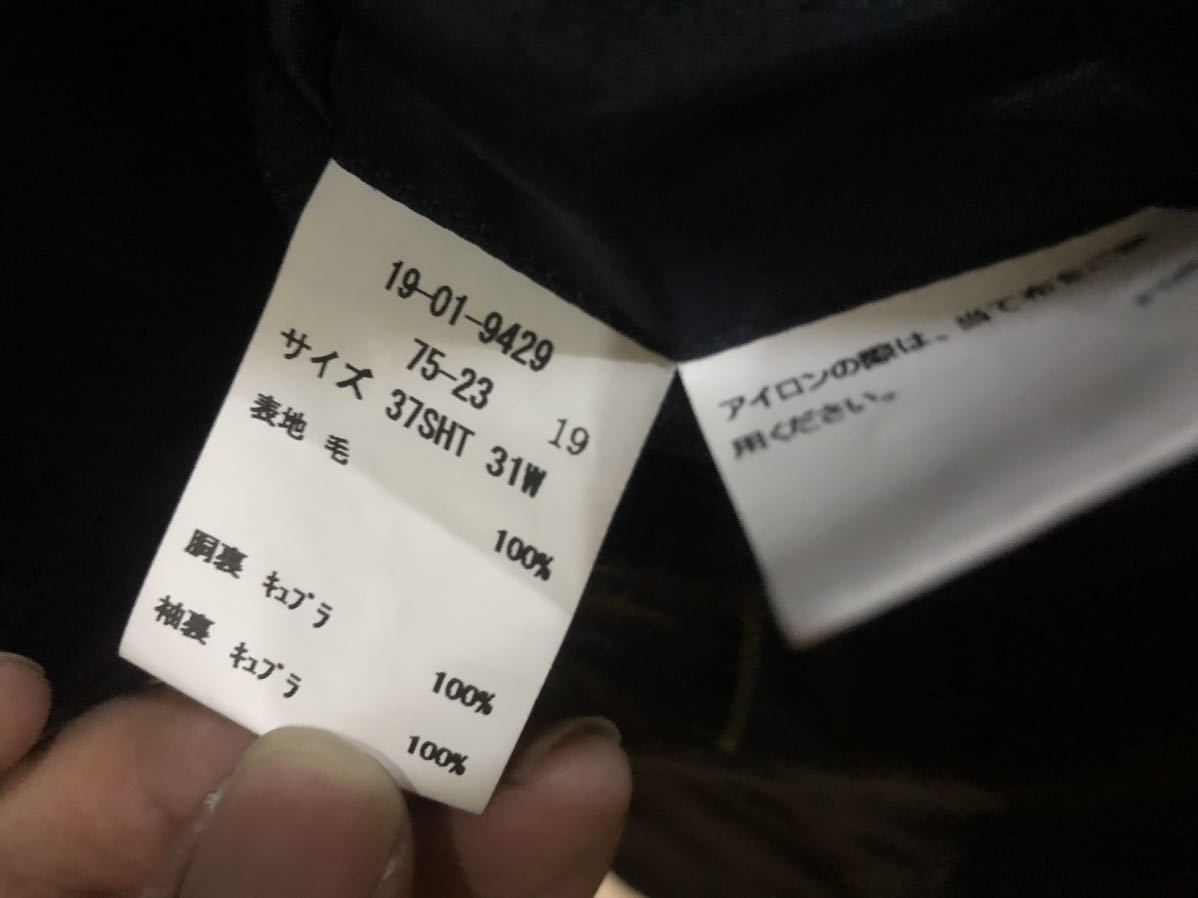 19-01-9429
75-23 19
サイズ 37SHT 31W
表地 毛
100%
胴裏 ｷｭﾌﾟﾗ
100%
袖裏 ｷｭﾌﾟﾗ
100%
アイロンの際は、当て布を
用ください。